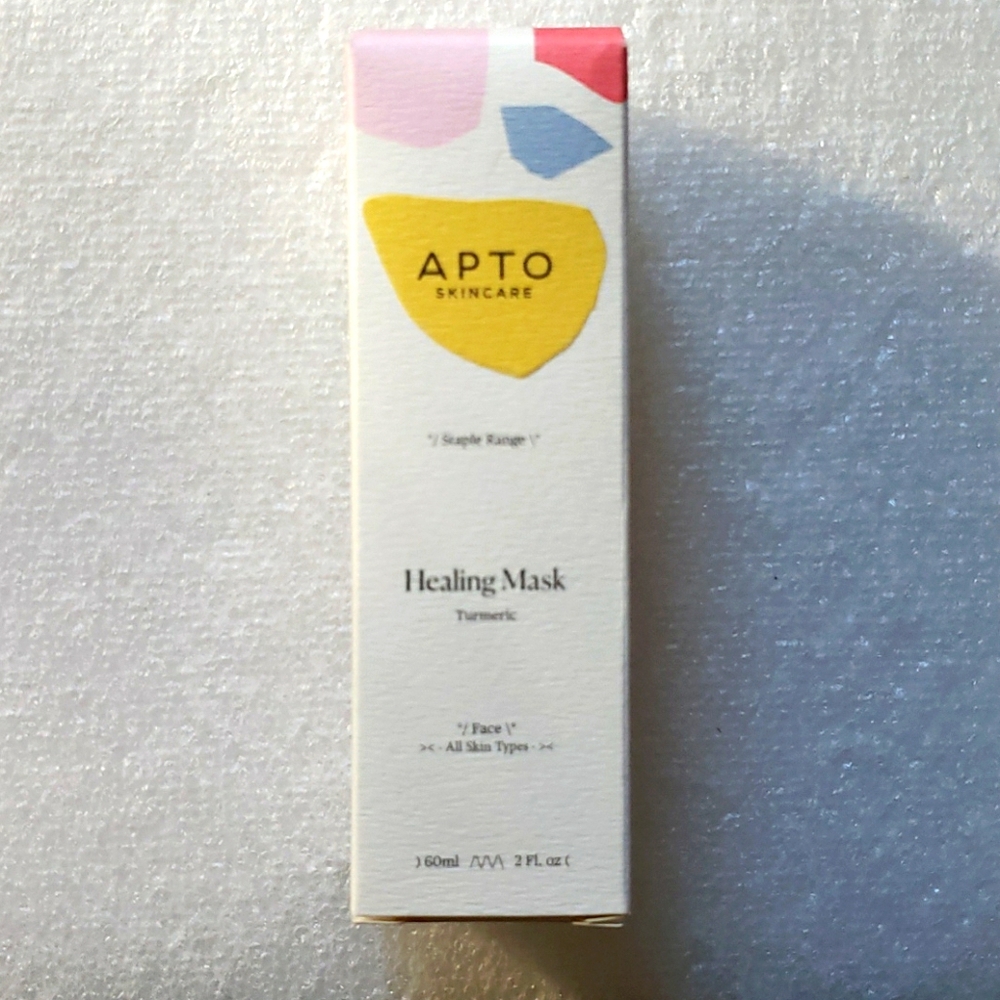 APTO
SKINCARE
"/ Staple Range \"
Healing Mask
Turmeric
"/ Face \"
>< · All Skin Types · ><
) 60ml /\/\/\ 2 Fl. oz (